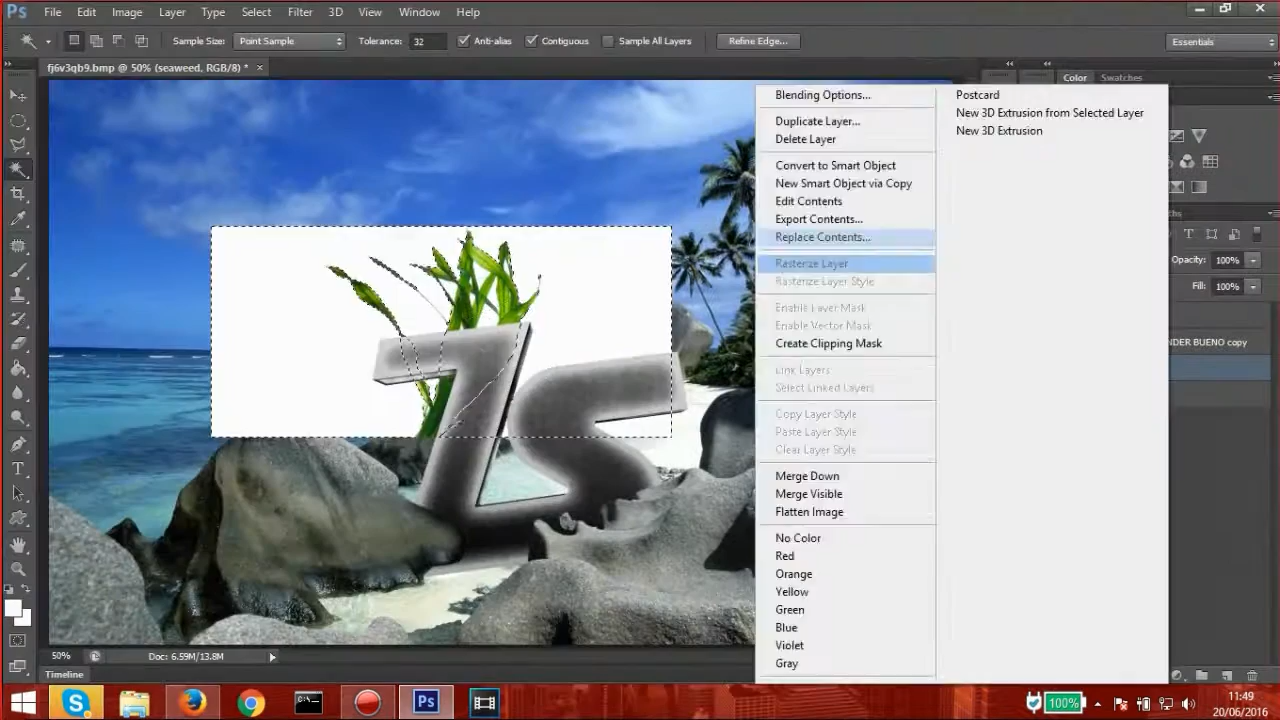 Ps File Edit Image Layer Type Select Filter 3D View Window Help
Sample Size: Point Sample Tolerance: 32 Anti-alias Contiguous Sample All Layers Refine Edge... Essentials
fj6v3qb9.bmp @ 50% (seaweed, RGB/8) * ×
Color Swatches
Blending Options...
Duplicate Layer...
Delete Layer
Convert to Smart Object
New Smart Object via Copy
Edit Contents
Export Contents...
Replace Contents...
Rasterize Layer
Rasterize Layer Style
Enable Layer Mask
Enable Vector Mask
Create Clipping Mask
Link Layers
Select Linked Layers
Copy Layer Style
Paste Layer Style
Clear Layer Style
Merge Down
Merge Visible
Flatten Image
No Color
Red
Orange
Yellow
Green
Blue
Violet
Gray
Postcard
New 3D Extrusion from Selected Layer
New 3D Extrusion
Opacity: 100%
Fill: 100%
NDER BUENO copy
50% Doc: 6.59M/13.8M
Timeline
Ps
100%
11:49
20/06/2016